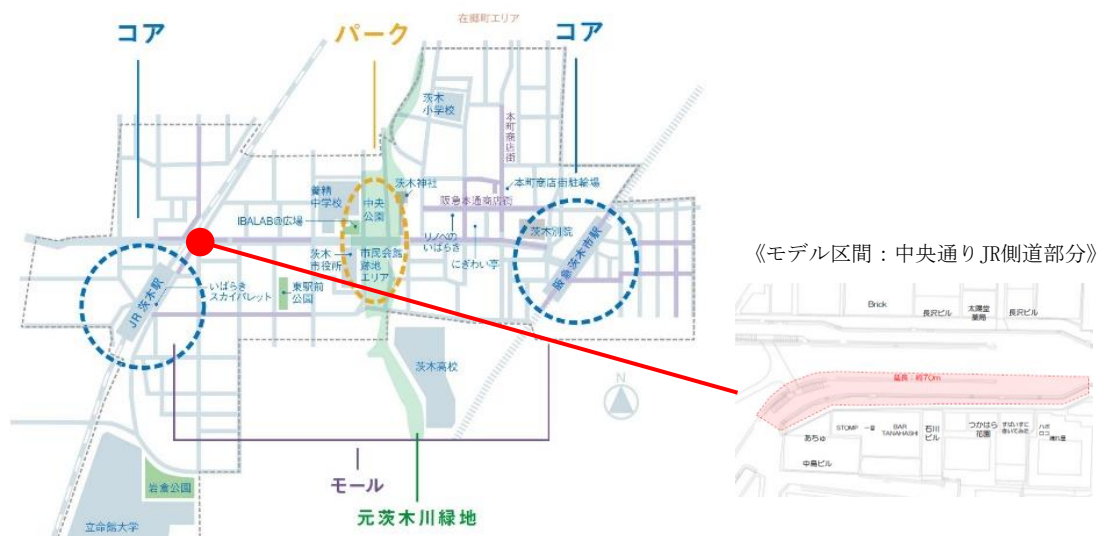 在郷町エリア
コア
パーク
コア
茨木
小学校
本町商店街
養精
中学校
中央
公園
茨木神社
本町商店街駐輪場
阪急本通商店街
IBALAB@広場
茨木
市役所
市民会館
跡地
エリア
リノベの
いばらき
にぎわい亭
茨木別院
阪急茨木市駅
いばらき
スカイパレット
東駅前
公園
JR茨木駅
茨木高校
N
モール
岩倉公園
元茨木川緑地
立命館大学
《モデル区間：中央通りJR側道部分》
Brick
長沢ビル
太陽堂
薬局
長沢ビル
延長：約70m
あちゅ
STOMP
一番
BAR
TANAHASHI
石川
ビル
つかはら
花園
中島ビル